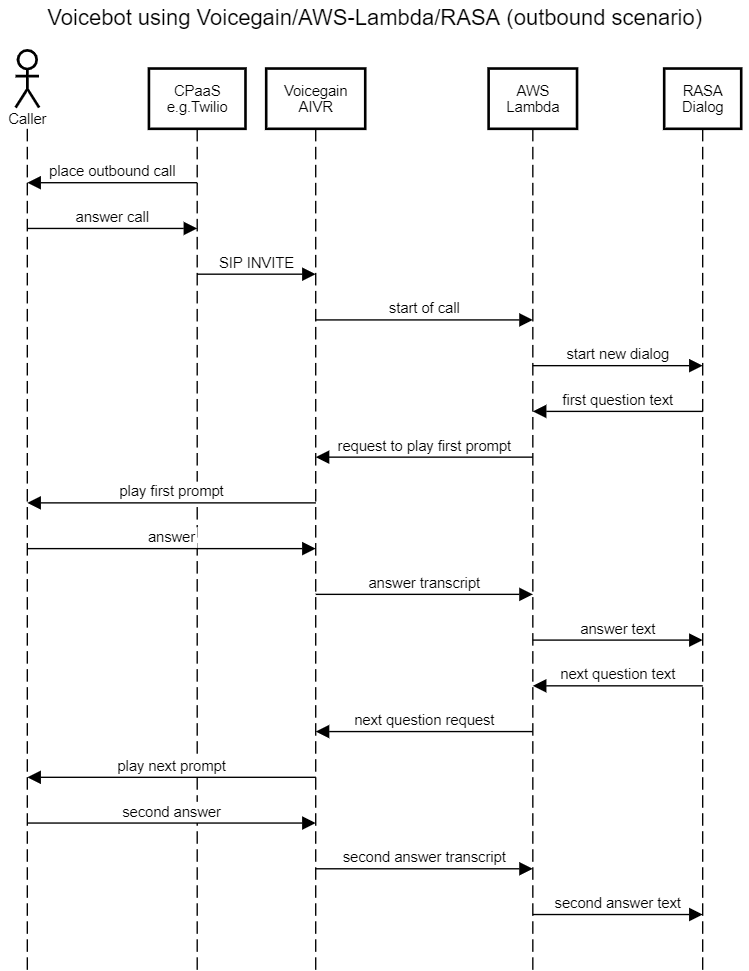 Voicebot using Voicegain/AWS-Lambda/RASA (outbound scenario)
Caller
CPaaS
e.g.Twilio
Voicegain
AIVR
AWS
Lambda
RASA
Dialog
place outbound call
answer call
SIP INVITE
start of call
start new dialog
first question text
request to play first prompt
play first prompt
answer
answer transcript
answer text
next question text
next question request
play next prompt
second answer
second answer transcript
second answer text